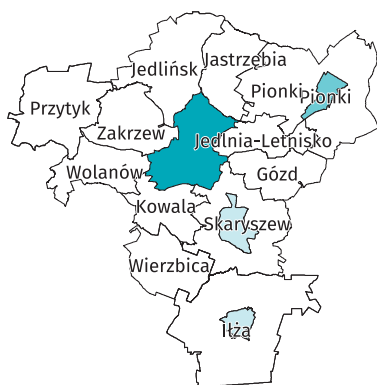 Jastrzębia
Jedlińsk
Pionki
Pionki
Przytyk
Zakrzew
Jedlnia-Letnisko
Wolanów
Gózd
Kowala
Skaryszew
Wierzbica
Iłża